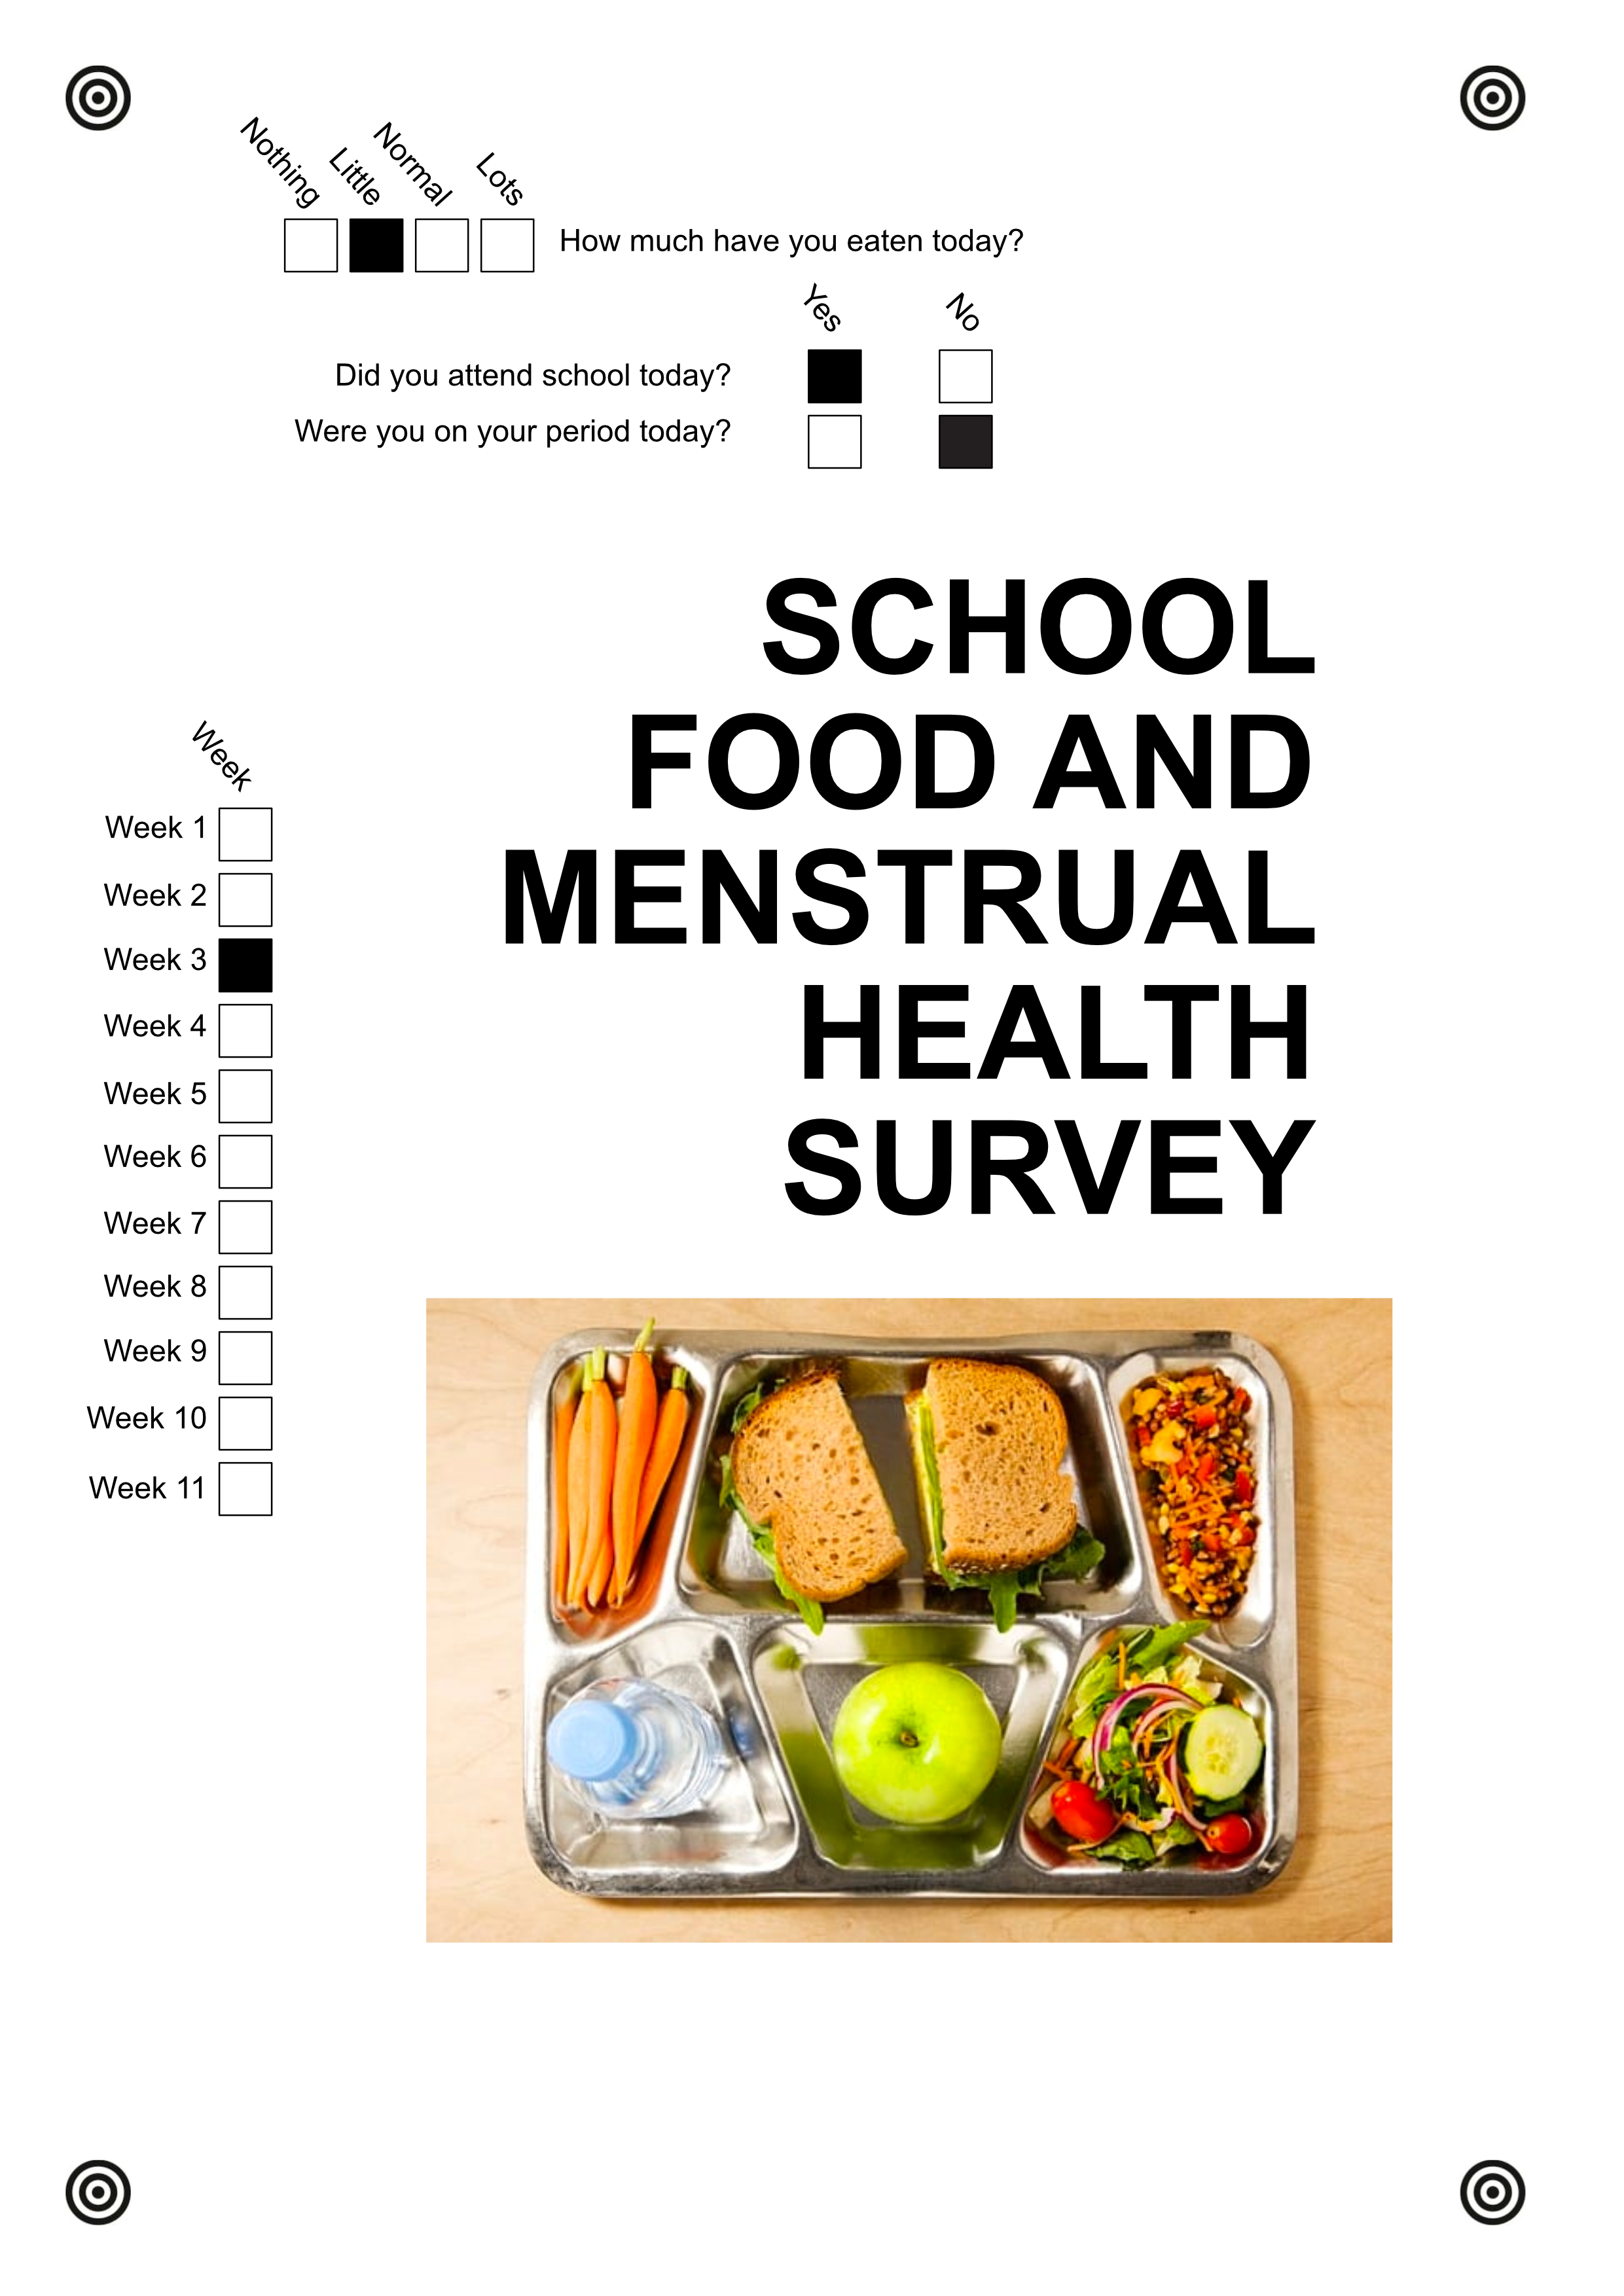 Nothing
Little
Normal
Lots
How much have you eaten today?
Yes
No
Did you attend school today?
Were you on your period today?
SCHOOL
FOOD AND
MENSTRUAL
HEALTH
SURVEY
Week
Week 1
Week 2
Week 3
Week 4
Week 5
Week 6
Week 7
Week 8
Week 9
Week 10
Week 11